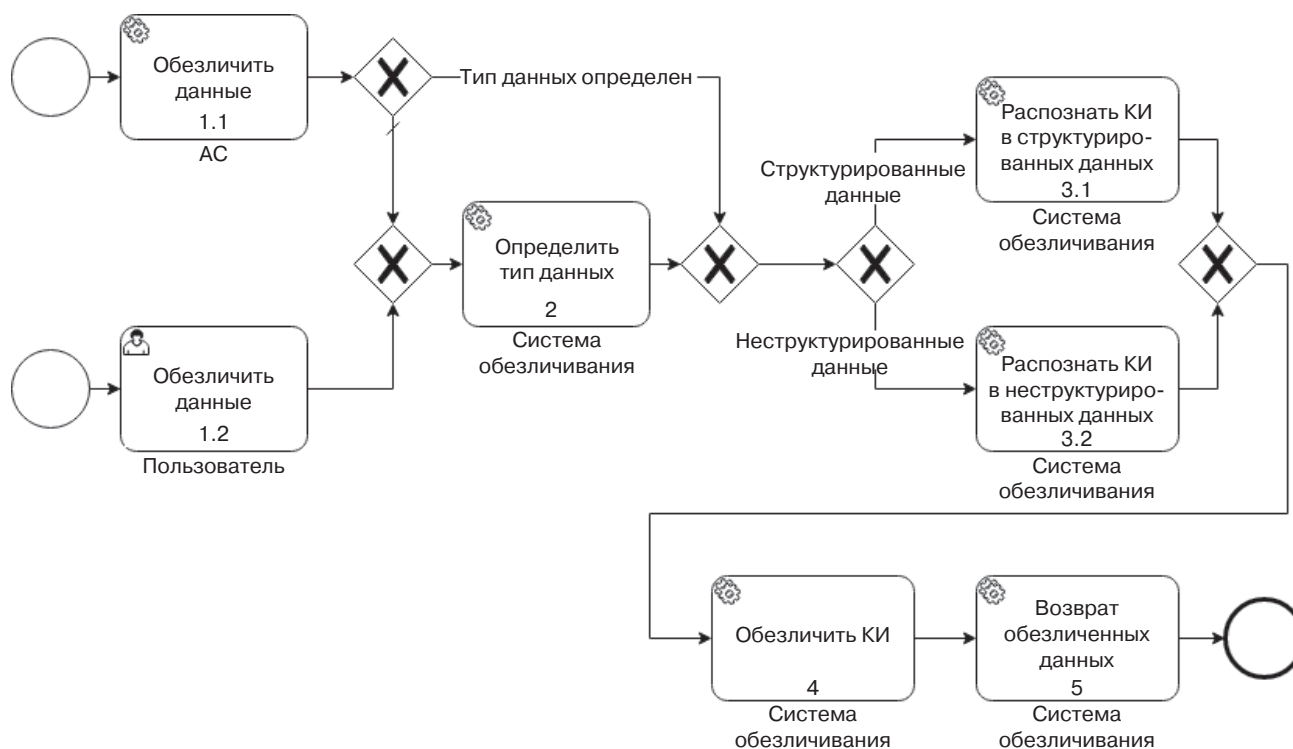 Обезличить
данные
1.1
АС
Тип данных определен
Распознать КИ
в структуриро-
ванных данных
3.1
Система
обезличивания
Структурированные
данные
Определить
тип данных
2
Система
обезличивания
Обезличить
данные
1.2
Пользователь
Неструктурированные
данные
Распознать КИ
в неструктуриро-
ванных данных
3.2
Система
обезличивания
Обезличить КИ
4
Система
обезличивания
Возврат
обезличенных
данных
5
Система
обезличивания